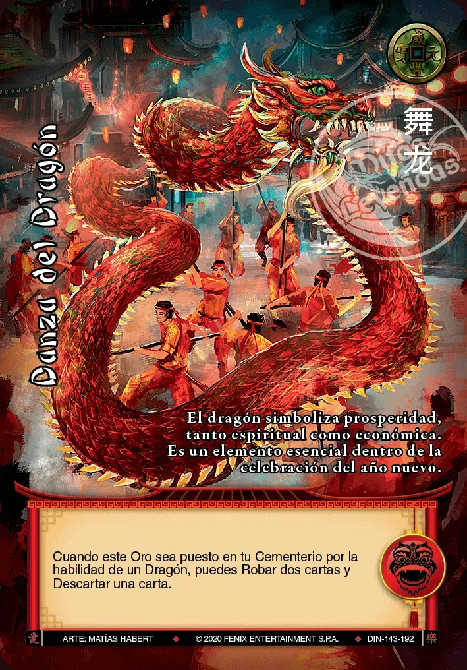 舞龙
Mitos y
Leyendas
Danza del Dragón
El dragón simboliza prosperidad,
tanto espiritual como económica.
Es un elemento esencial dentro de la
celebración del año nuevo.
Cuando este Oro sea puesto en tu Cementerio por la
habilidad de un Dragón, puedes Robar dos cartas y
Descartar una carta.
ARTE: MATÍAS HABERT ◆ © 2020 FENIX ENTERTAINMENT S.P.A. ◆ DIN-143-192